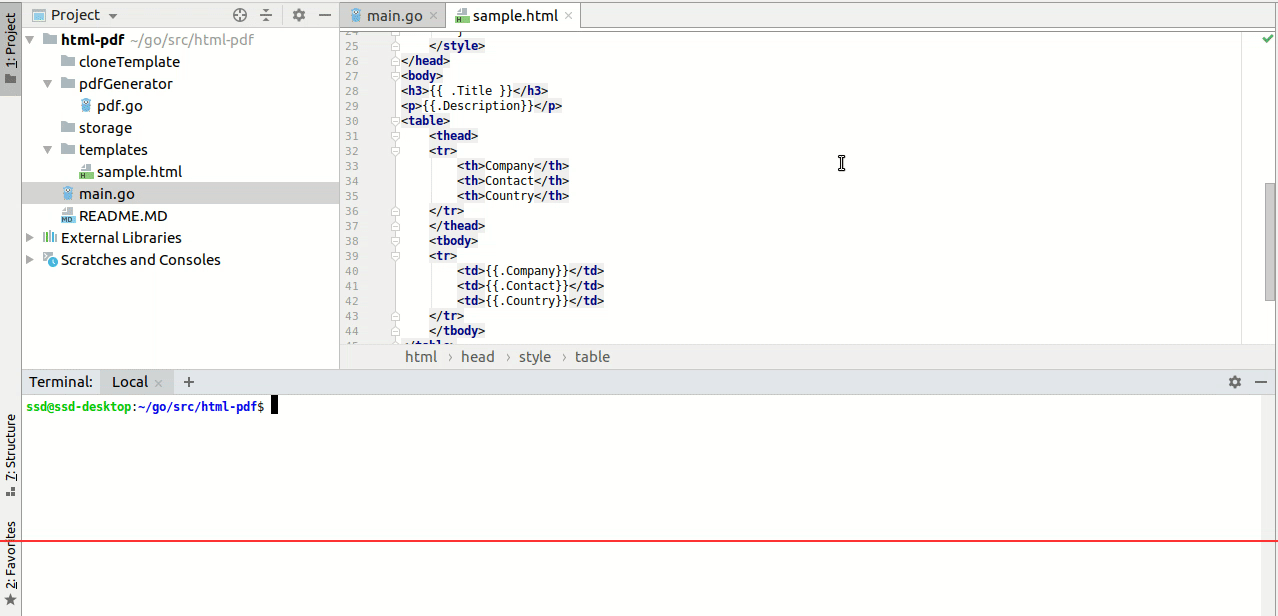 1: Project
Project
html-pdf ~/go/src/html-pdf
cloneTemplate
pdfGenerator
pdf.go
storage
templates
sample.html
main.go
README.MD
External Libraries
Scratches and Consoles
main.go
sample.html
25 </style>
26 </head>
27 <body>
28 <h3>{{ .Title }}</h3>
29 <p>{{.Description}}</p>
30 <table>
31 <thead>
32 <tr>
33 <th>Company</th>
34 <th>Contact</th>
35 <th>Country</th>
36 </tr>
37 </thead>
38 <tbody>
39 <tr>
40 <td>{{.Company}}</td>
41 <td>{{.Contact}}</td>
42 <td>{{.Country}}</td>
43 </tr>
44 </tbody>
html › head › style › table
Terminal: Local +
ssd@ssd-desktop:~/go/src/html-pdf$
7: Structure
2: Favorites